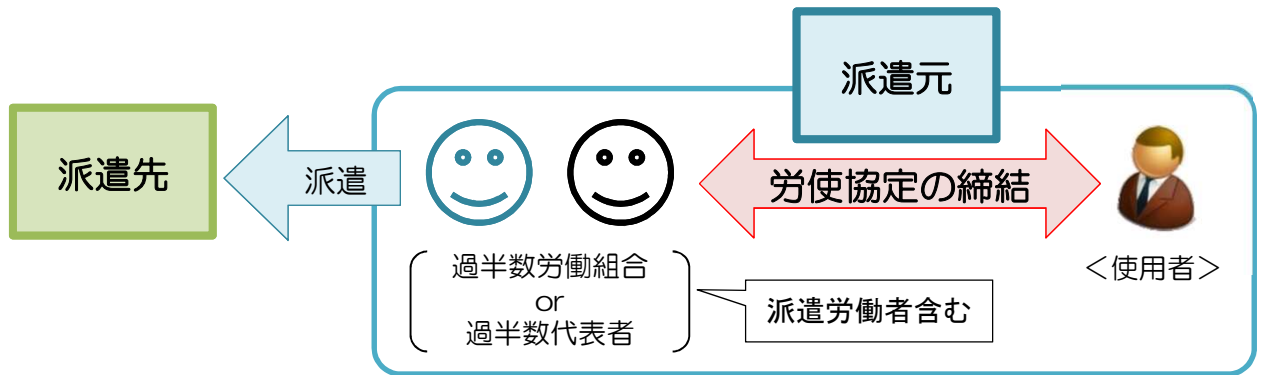 派遣元
派遣先
派遣
労使協定の締結
過半数労働組合
or
過半数代表者
派遣労働者含む
＜使用者＞